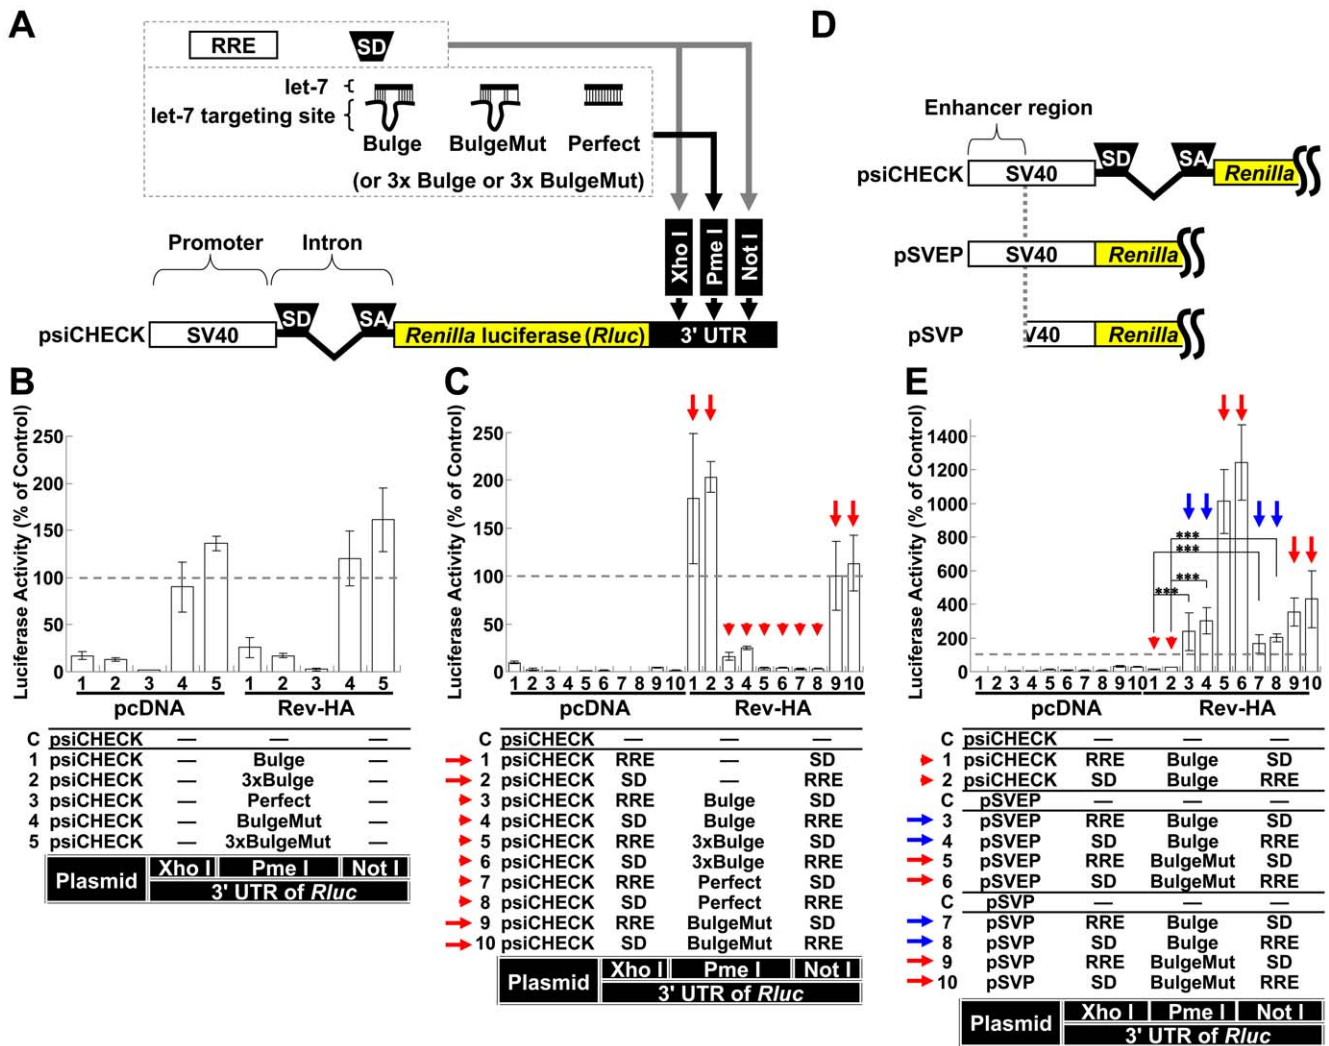 A
RRE SD
let-7
let-7 targeting site
Bulge BulgeMut Perfect
(or 3x Bulge or 3x BulgeMut)
Promoter Intron
Xho I Pme I Not I
SD SA
psiCHECK SV40 Renilla luciferase (Rluc) 3' UTR
D
Enhancer region
SD SA
psiCHECK SV40 Renilla
pSVEP SV40 Renilla
pSVP V40 Renilla
B
Luciferase Activity (% of Control)
250
200
150
100
50
0
1 2 3 4 5 1 2 3 4 5
pcDNA Rev-HA
C psiCHECK — — —
1 psiCHECK — Bulge —
2 psiCHECK — 3xBulge —
3 psiCHECK — Perfect —
4 psiCHECK — BulgeMut —
5 psiCHECK — 3xBulgeMut —
Plasmid Xho I Pme I Not I
3' UTR of Rluc
C
Luciferase Activity (% of Control)
250
200
150
100
50
0
1 2 3 4 5 6 7 8 9 10 1 2 3 4 5 6 7 8 9 10
pcDNA Rev-HA
C psiCHECK — — —
1 psiCHECK RRE — SD
2 psiCHECK SD — RRE
3 psiCHECK RRE Bulge SD
4 psiCHECK SD Bulge RRE
5 psiCHECK RRE 3xBulge SD
6 psiCHECK SD 3xBulge RRE
7 psiCHECK RRE Perfect SD
8 psiCHECK SD Perfect RRE
9 psiCHECK RRE BulgeMut SD
10 psiCHECK SD BulgeMut RRE
Plasmid Xho I Pme I Not I
3' UTR of Rluc
E
Luciferase Activity (% of Control)
1400
1200
1000
800
600
400
200
0
***
***
***
***
1 2 3 4 5 6 7 8 9 10 1 2 3 4 5 6 7 8 9 10
pcDNA Rev-HA
C psiCHECK — — —
1 psiCHECK RRE Bulge SD
2 psiCHECK SD Bulge RRE
C pSVEP — — —
3 pSVEP RRE Bulge SD
4 pSVEP SD Bulge RRE
5 pSVEP RRE BulgeMut SD
6 pSVEP SD BulgeMut RRE
C pSVP — — —
7 pSVP RRE Bulge SD
8 pSVP SD Bulge RRE
9 pSVP RRE BulgeMut SD
10 pSVP SD BulgeMut RRE
Plasmid Xho I Pme I Not I
3' UTR of Rluc